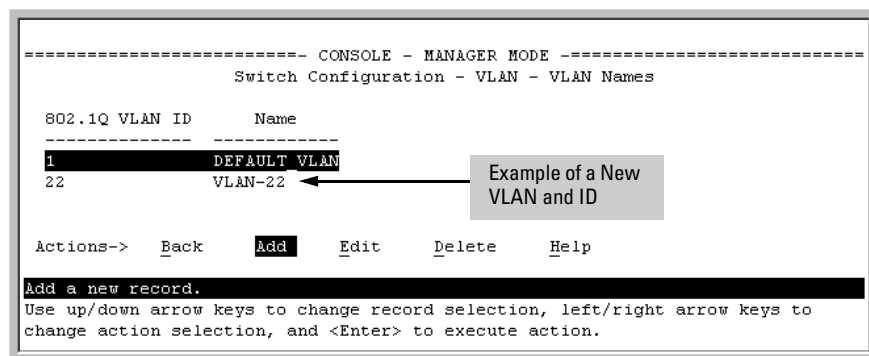 ==========================- CONSOLE - MANAGER MODE -============================
Switch Configuration - VLAN - VLAN Names
802.1Q VLAN ID Name
-------------- ------------
1 DEFAULT_VLAN
22 VLAN-22
Example of a New
VLAN and ID
Actions-> Back Add Edit Delete Help
Add a new record.
Use up/down arrow keys to change record selection, left/right arrow keys to
change action selection, and <Enter> to execute action.